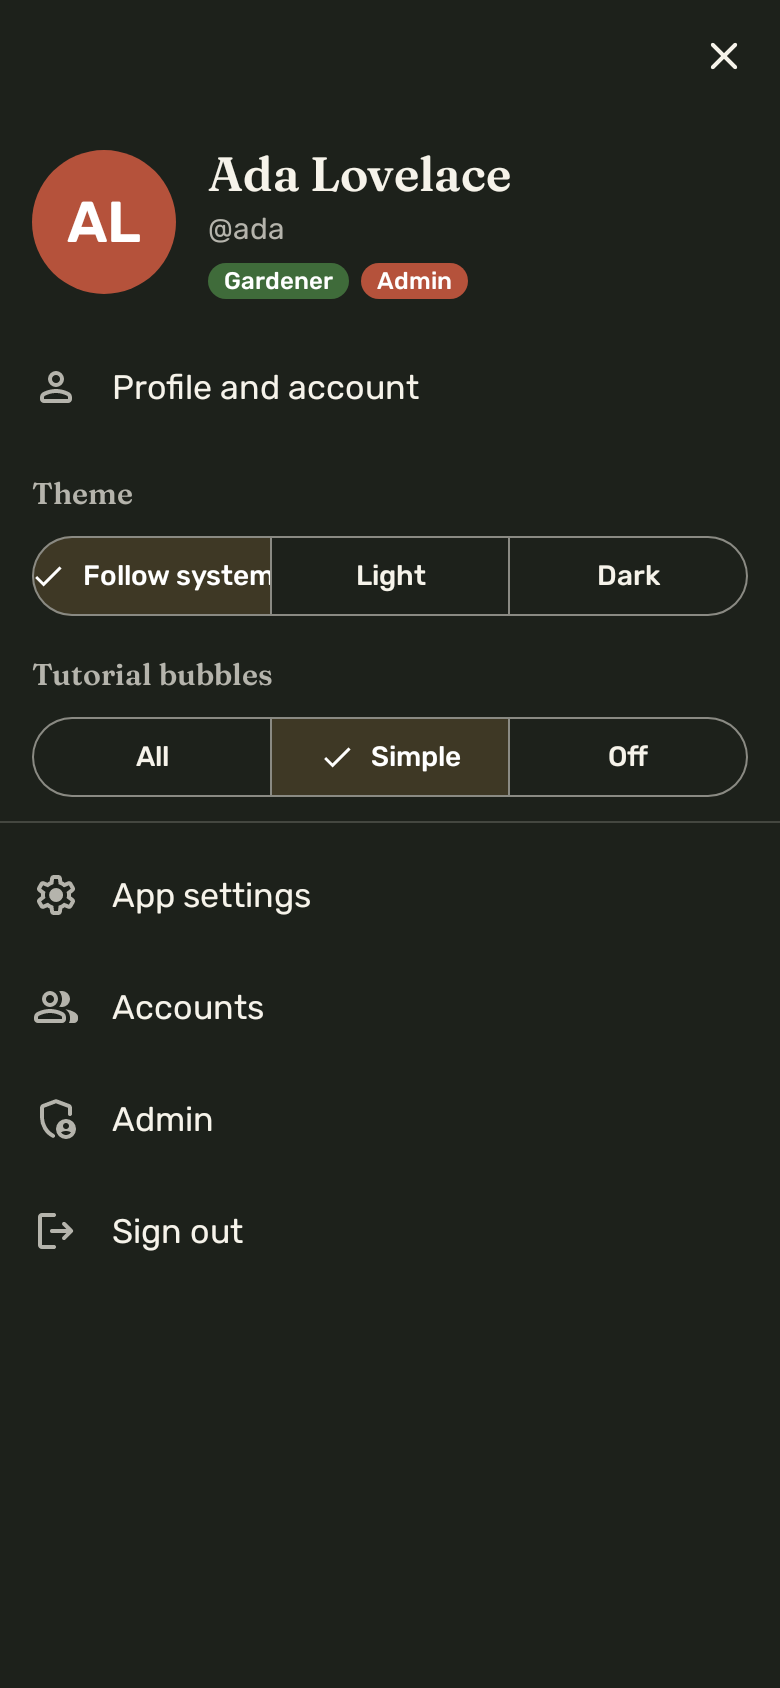 AL
Ada Lovelace
@ada
Gardener Admin
Profile and account
Theme
Follow system Light Dark
Tutorial bubbles
All Simple Off
App settings
Accounts
Admin
Sign out